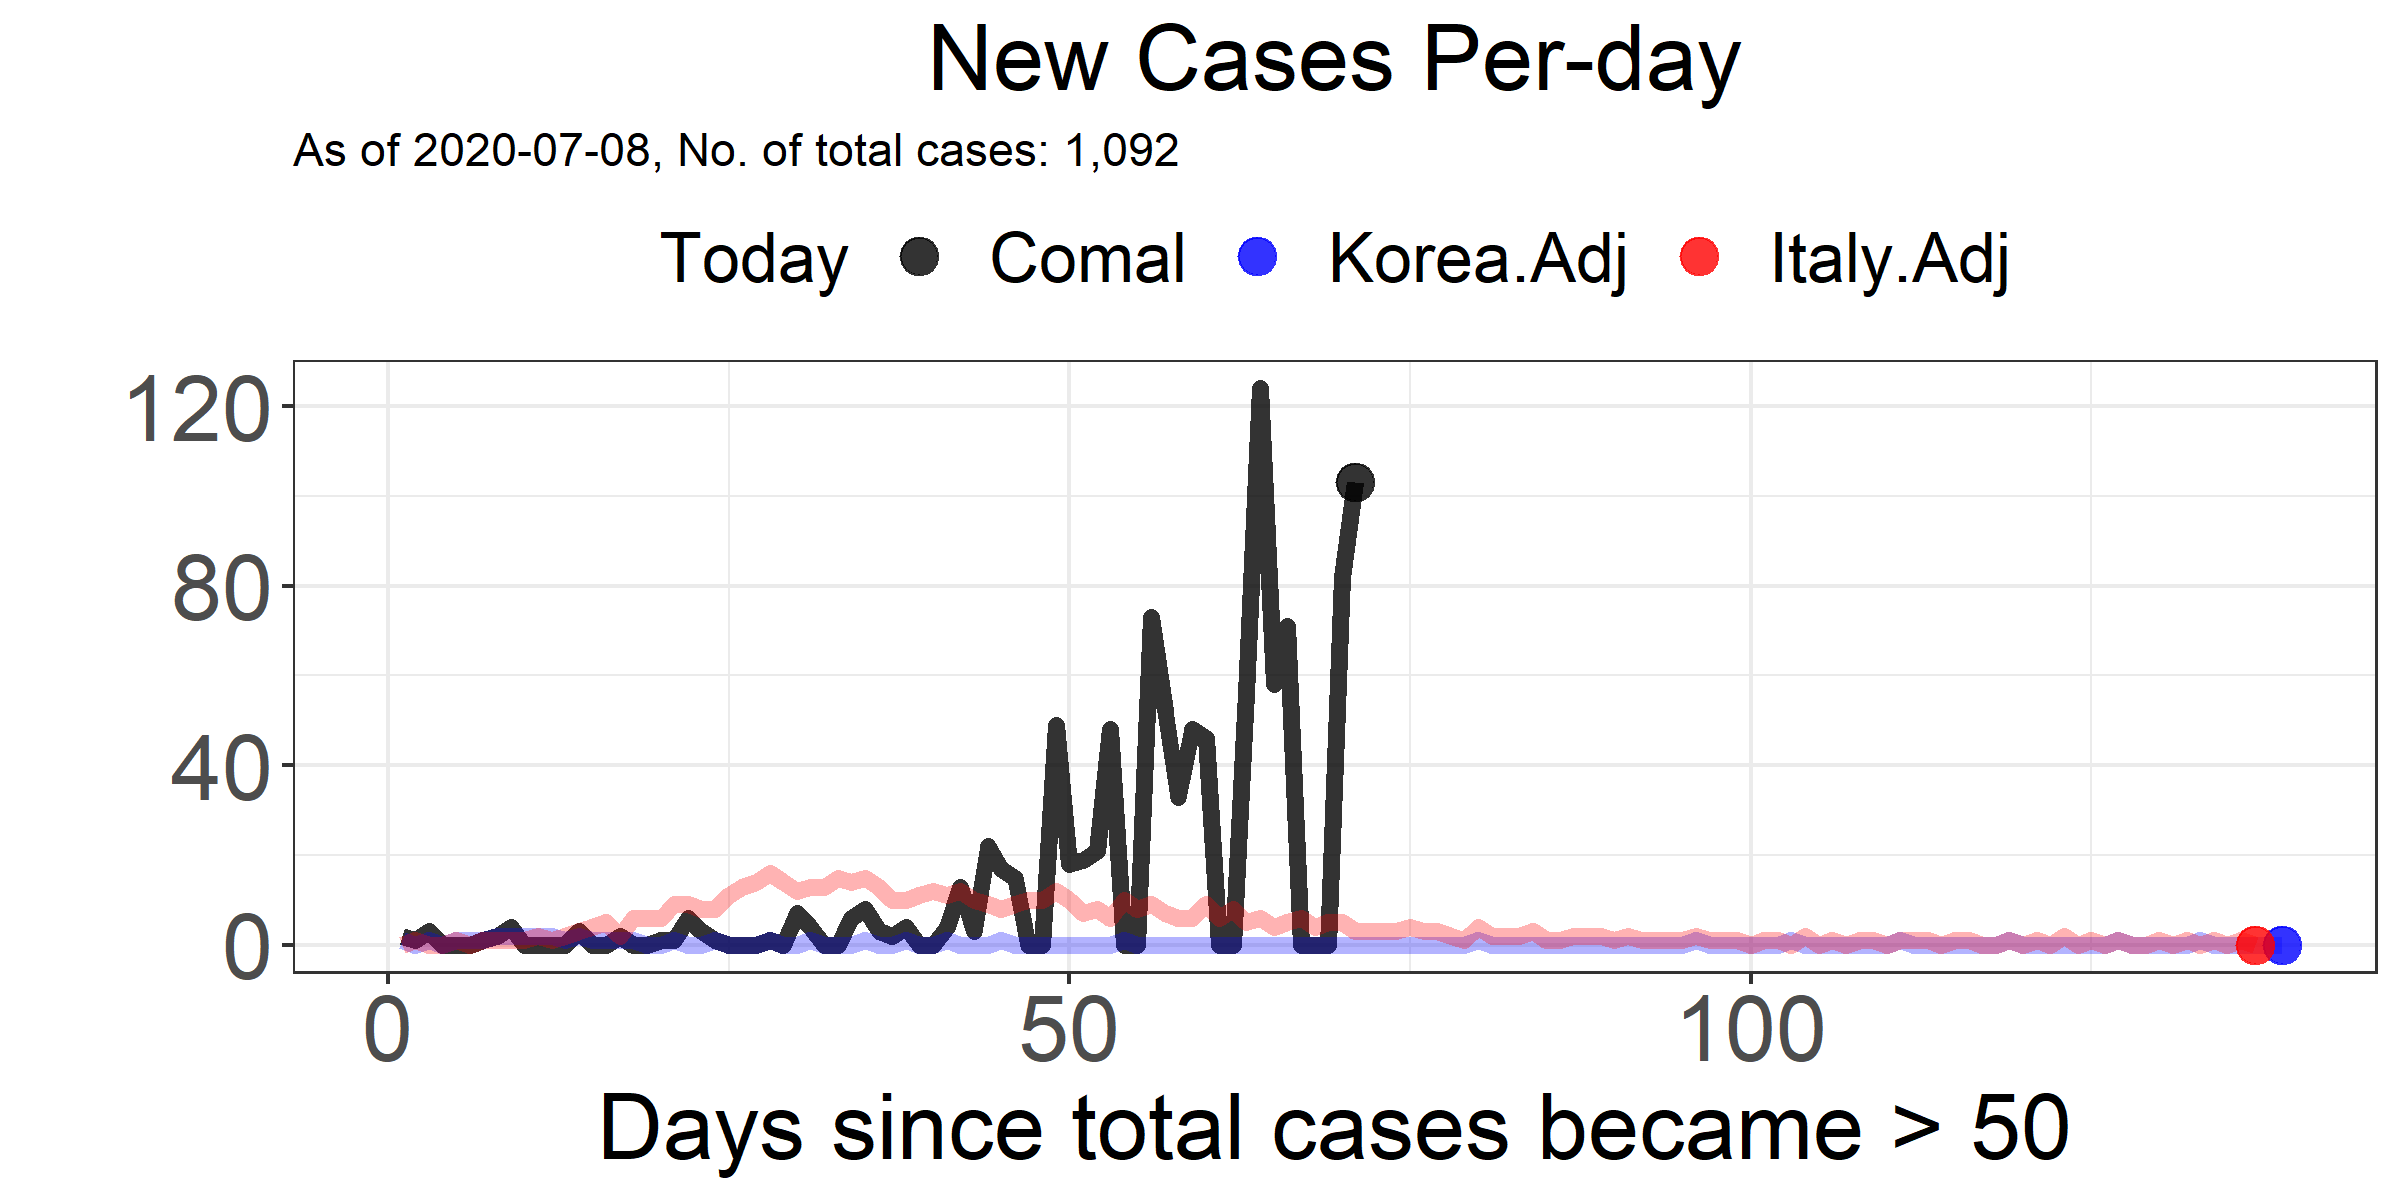 New Cases Per-day
As of 2020-07-08, No. of total cases: 1,092
Today Comal Korea.Adj Italy.Adj
120
80
40
0
0 50 100
Days since total cases became > 50